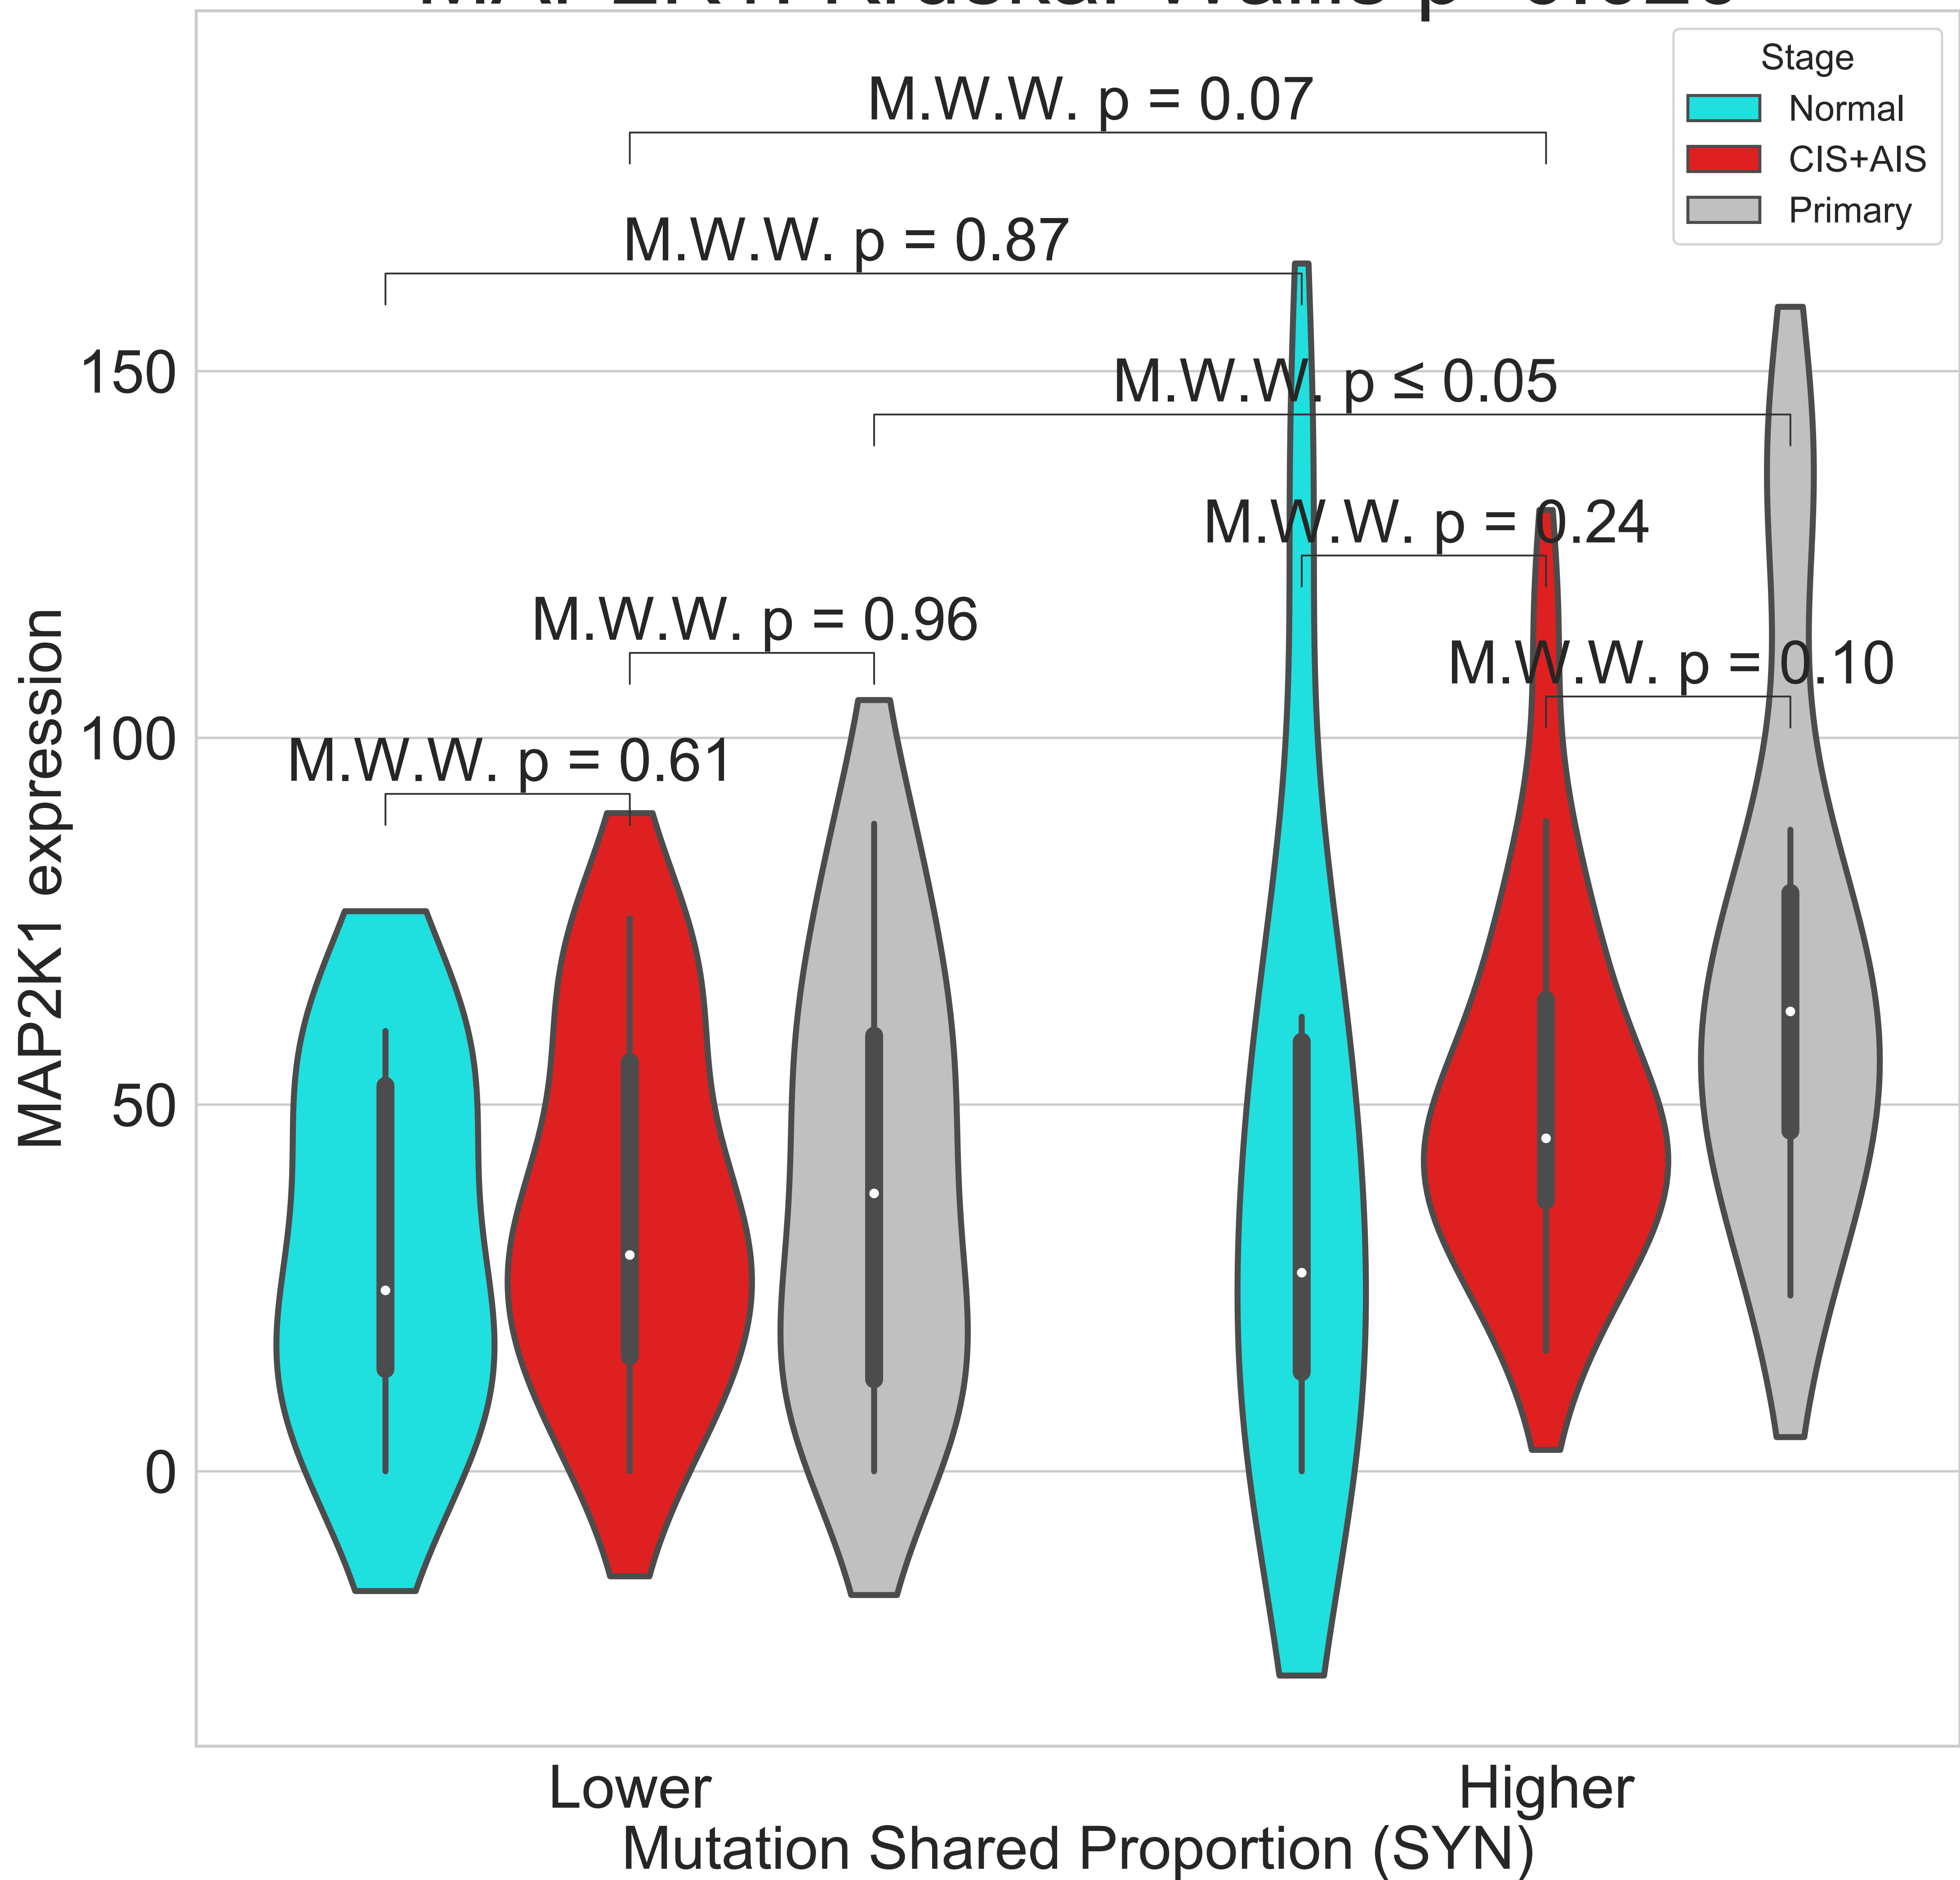 Stage
Normal
CIS+AIS
Primary
M.W.W. p = 0.07
M.W.W. p = 0.87
M.W.W. p ≤ 0.05
M.W.W. p = 0.24
M.W.W. p = 0.96
M.W.W. p = 0.10
M.W.W. p = 0.61
MAP2K1 expression
150
100
50
0
Lower
Higher
Mutation Shared Proportion (SYN)